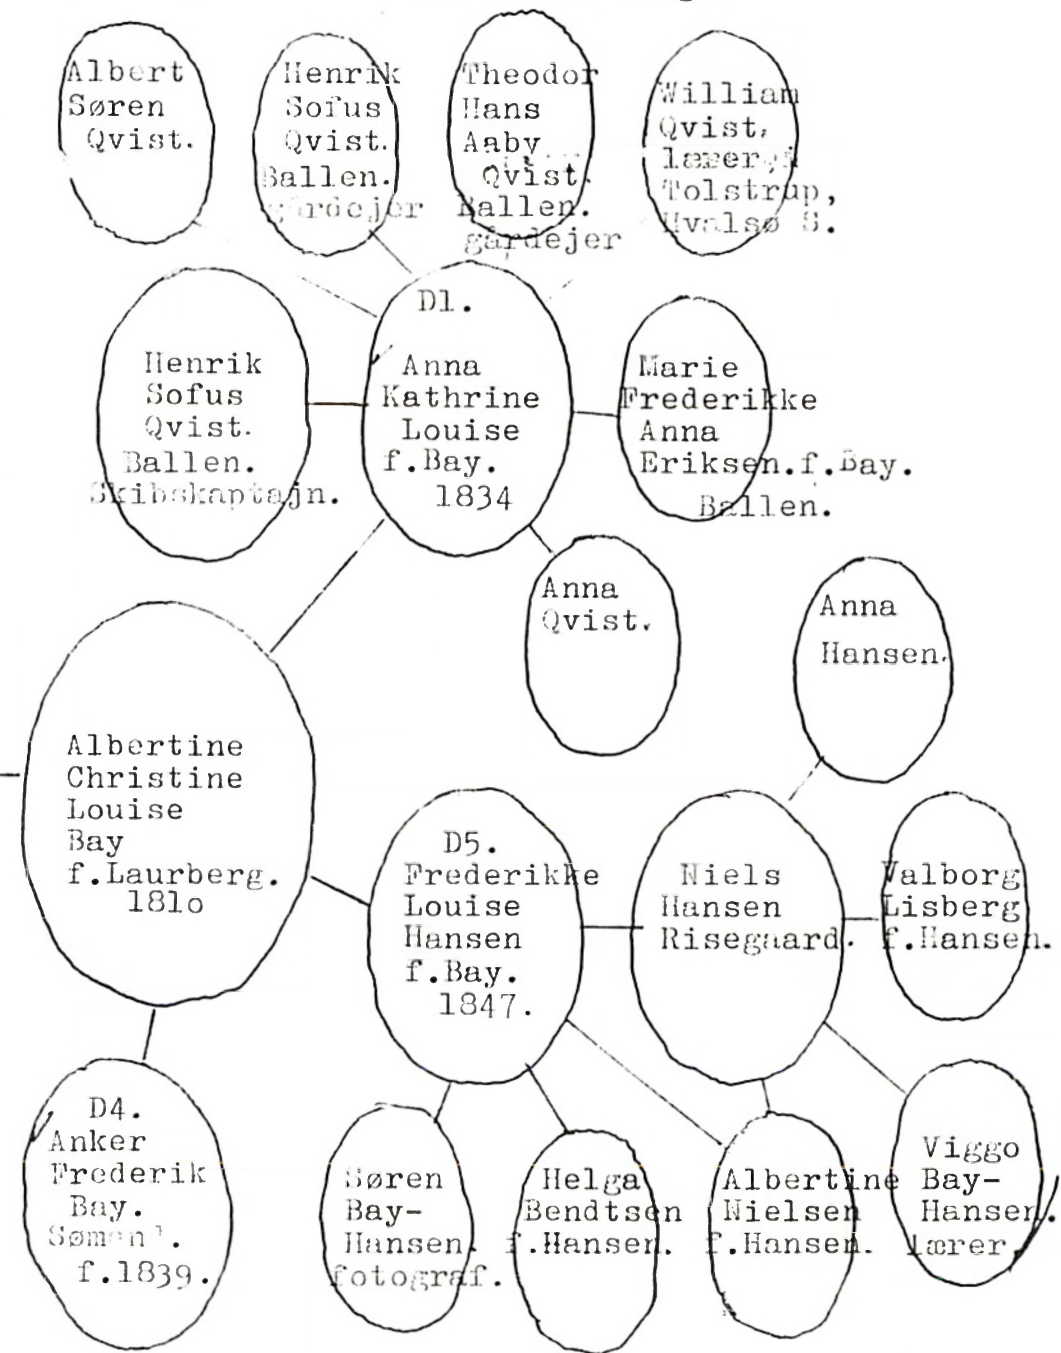 Albert
Søren
Qvist.
Henrik
Sofus
Qvist.
Ballen.
gårdejer
Theodor
Hans
Aaby
Qvist.
Ballen.
gårdejer
William
Qvist.
lærer i
Tolstrup,
Hvalsø S.
Henrik
Sofus
Qvist.
Ballen.
Skibskaptajn.
D1.
Anna
Kathrine
Louise
f.Bay.
1834
Marie
Frederikke
Anna
Eriksen.f.Bay.
Ballen.
Anna
Qvist.
Anna
Hansen.
Albertine
Christine
Louise
Bay
f.Laurberg.
181o
D5.
Frederikke
Louise
Hansen
f.Bay.
1847.
Niels
Hansen
Risegaard.
Valborg
Lisberg
f.Hansen.
D4.
Anker
Frederik
Bay.
f.1839.
Søren
Bay-
Hansen.
fotograf.
Helga
Bendtsen
f.Hansen.
Albertine
Nielsen
f.Hansen.
Viggo
Bay-
Hansen.
lærer.